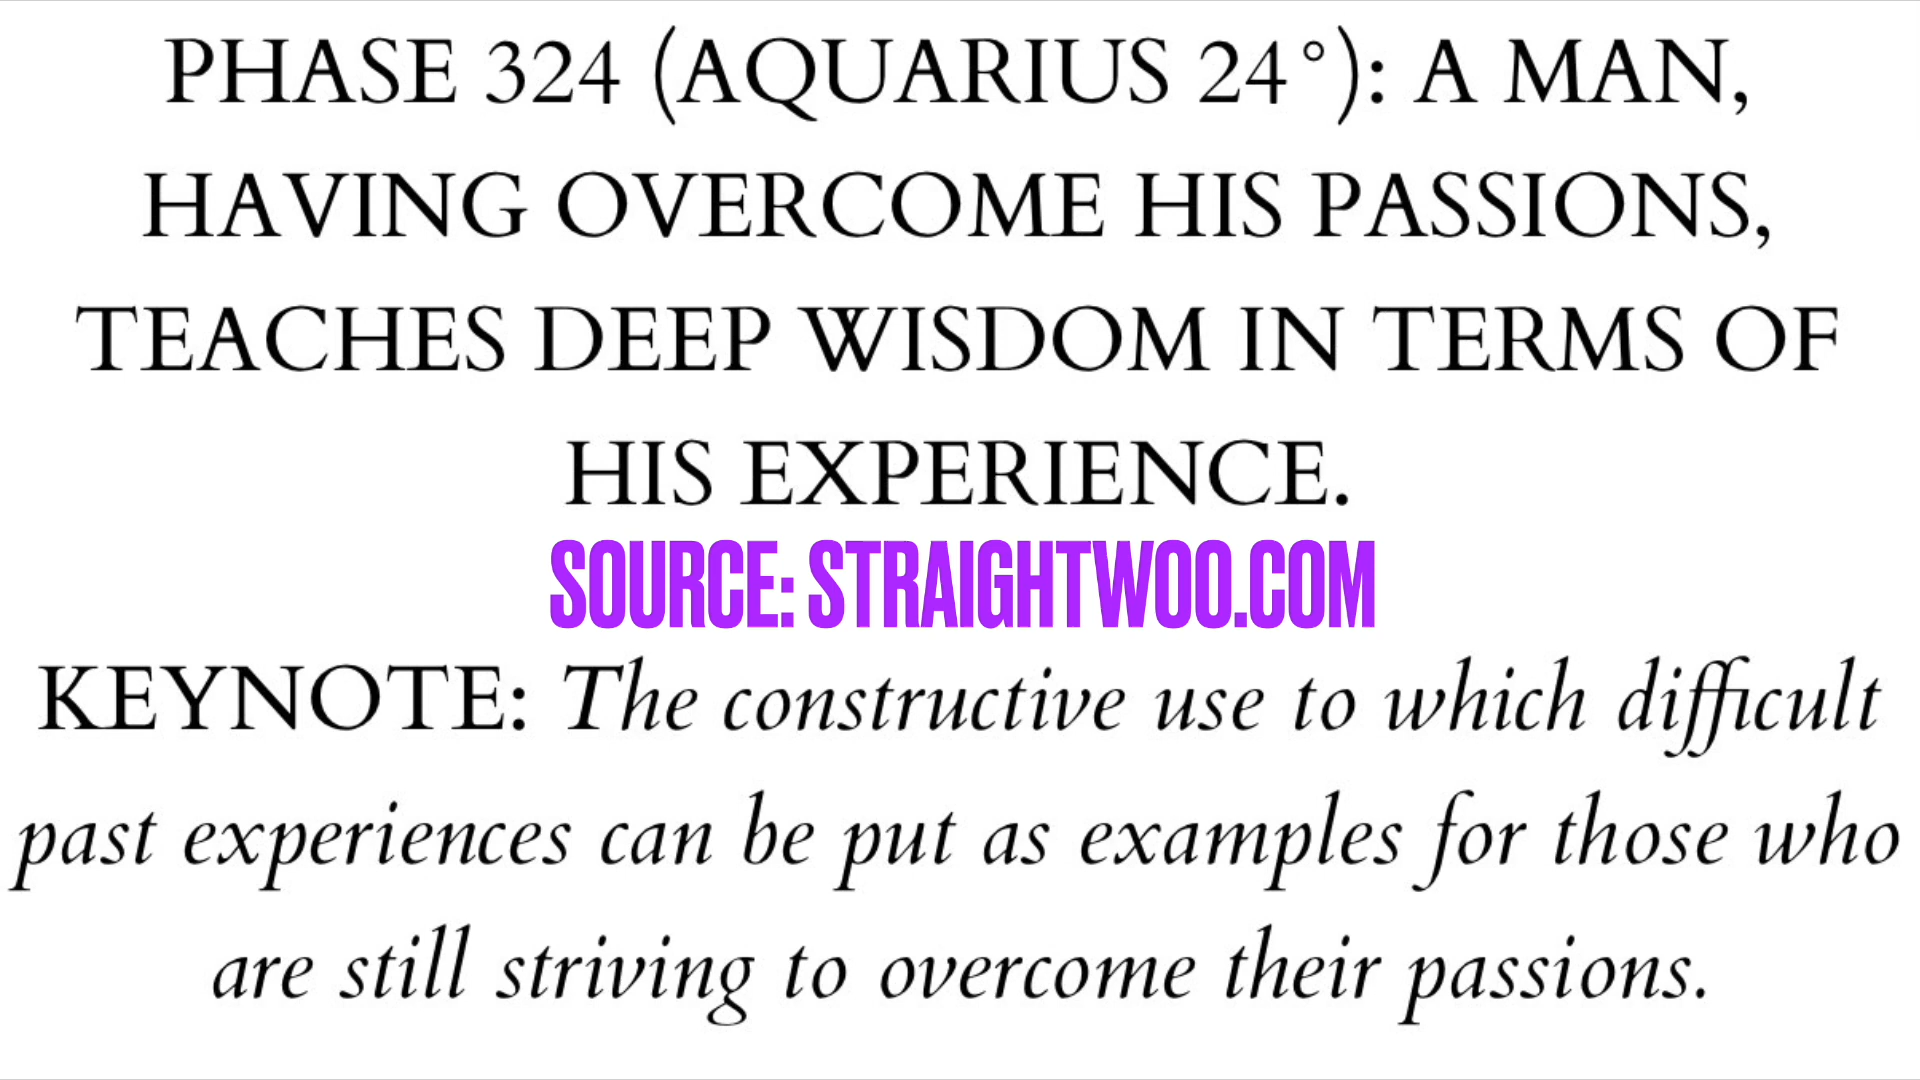 PHASE 324 (AQUARIUS 24°): A MAN,
HAVING OVERCOME HIS PASSIONS,
TEACHES DEEP WISDOM IN TERMS OF
HIS EXPERIENCE.
SOURCE: STRAIGHTWOO.COM
KEYNOTE: The constructive use to which difficult
past experiences can be put as examples for those who
are still striving to overcome their passions.